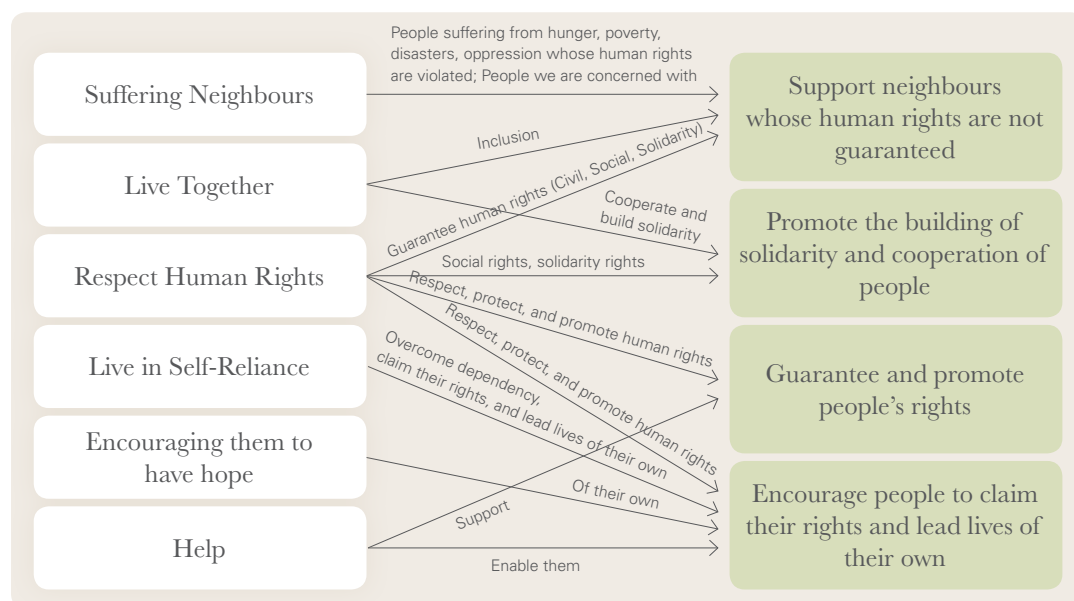 People suffering from hunger, poverty,
disasters, oppression whose human rights
are violated; People we are concerned with
Suffering Neighbours
Live Together
Respect Human Rights
Live in Self-Reliance
Encouraging them to
have hope
Help
Inclusion
Guarantee human rights (Civil, Social, Solidarity)
Cooperate and
build solidarity
Social rights, solidarity rights
Respect, protect, and promote human rights
Respect, protect, and promote human rights
Overcome dependency,
claim their rights, and lead lives of their own
Of their own
Support
Enable them
Support neighbours
whose human rights are not
guaranteed
Promote the building of
solidarity and cooperation of
people
Guarantee and promote
people’s rights
Encourage people to claim
their rights and lead lives of
their own